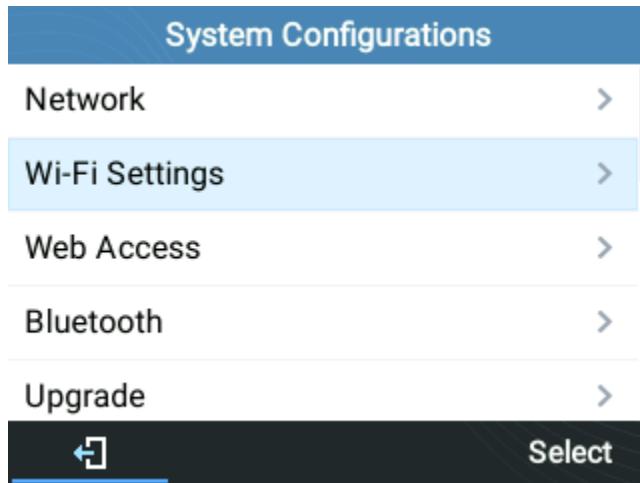 System Configurations
Network
Wi-Fi Settings
Web Access
Bluetooth
Upgrade
Select